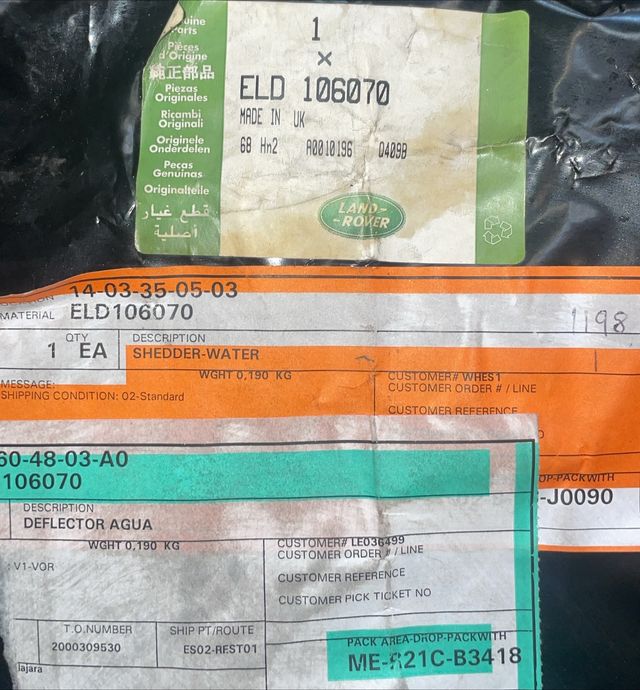 uine
arts
Pièces
d'Origine
純正部品
Piezas
Originales
Ricambi
Originali
Originele
Onderdelen
Peças
Genuinas
Originalteile
قطع غيار
أصلية
1
×
ELD 106070
MADE IN UK
68 Hn2 A0010196 0409B
LAND-
-ROVER
14-03-35-05-03
MATERIAL ELD106070
1198
QTY
1 EA
DESCRIPTION
SHEDDER-WATER
WGHT 0,190 KG
MESSAGE:
SHIPPING CONDITION: 02-Standard
CUSTOMER# WHES1
CUSTOMER ORDER # / LINE
CUSTOMER REFERENCE
60-48-03-A0
106070
OP-PACKWITH
-J0090
DESCRIPTION
DEFLECTOR AGUA
WGHT 0,190 KG
: V1-VOR
CUSTOMER# LE036499
CUSTOMER ORDER # / LINE
CUSTOMER REFERENCE
CUSTOMER PICK TICKET NO
T.O.NUMBER
2000309530
SHIP PT/ROUTE
ES02-REST01
PACK AREA-DROP-PACKWITH
ME-R21C-B3418
lajara